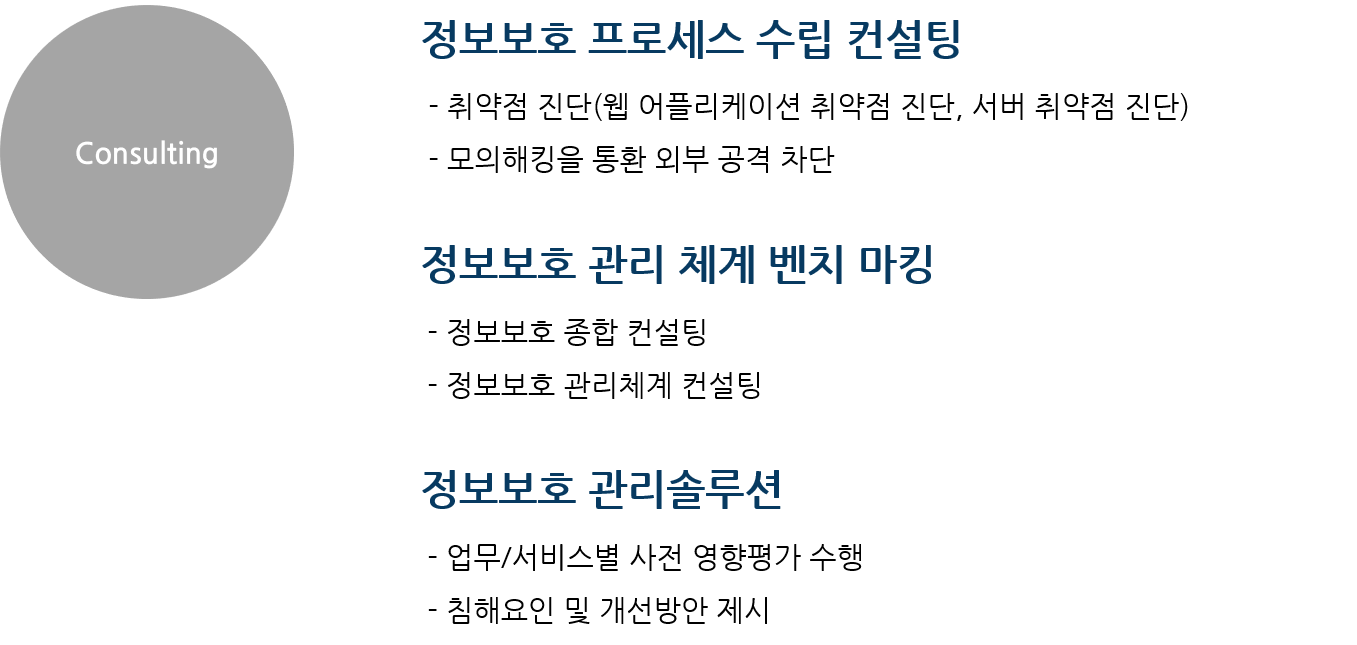 Consulting
정보보호 프로세스 수립 컨설팅
- 취약점 진단(웹 어플리케이션 취약점 진단, 서버 취약점 진단)
- 모의해킹을 통환 외부 공격 차단
정보보호 관리 체계 벤치 마킹
- 정보보호 종합 컨설팅
- 정보보호 관리체계 컨설팅
정보보호 관리솔루션
- 업무/서비스별 사전 영향평가 수행
- 침해요인 및 개선방안 제시